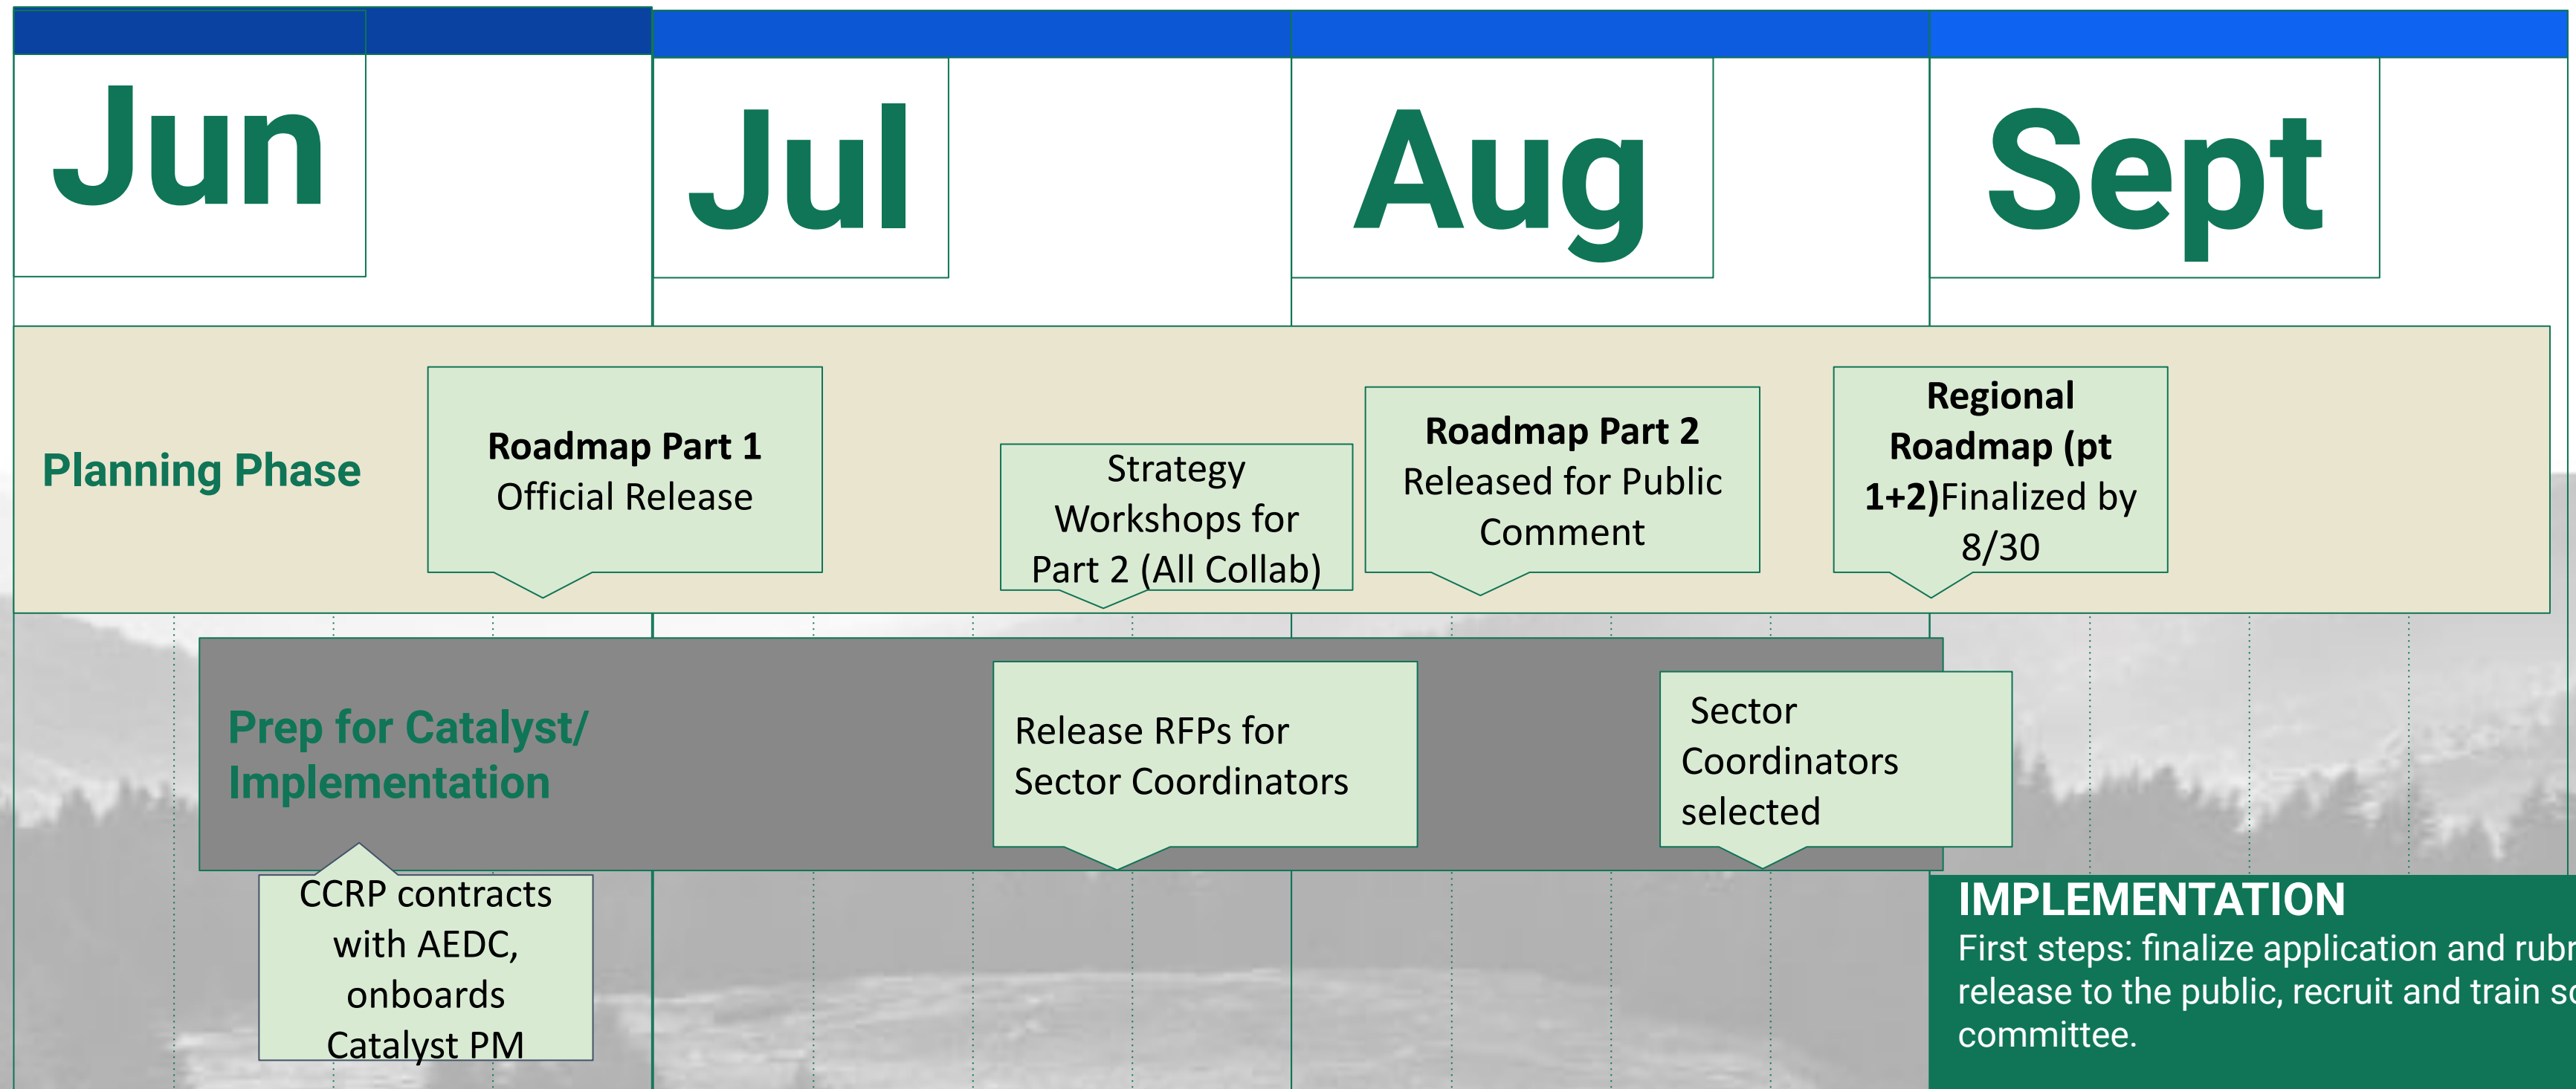 Jun
Jul
Aug
Sept
Planning Phase
Roadmap Part 1
Official Release
Strategy
Workshops for
Part 2 (All Collab)
Roadmap Part 2
Released for Public
Comment
Regional
Roadmap (pt
1+2)Finalized by
8/30
Prep for Catalyst/
Implementation
Release RFPs for
Sector Coordinators
Sector
Coordinators
selected
CCRP contracts
with AEDC,
onboards
Catalyst PM
IMPLEMENTATION
First steps: finalize application and
release to the public, recruit and train
committee.